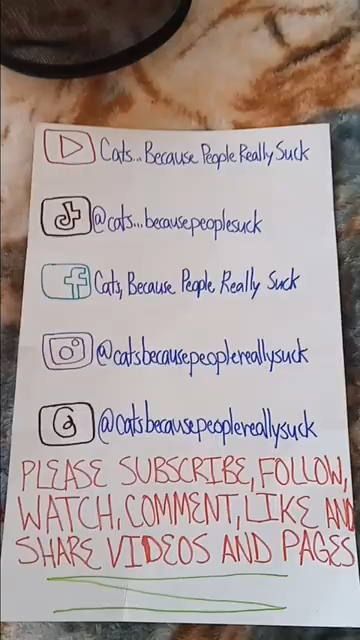 Cats... Because People Really Suck
@cats...becausepeoplesuck
Cats, Because People Really Suck
@catsbecausepeoplereallysuck
@catsbecausepeoplereallysuck
PLEASE SUBSCRIBE, FOLLOW,
WATCH, COMMENT, LIKE AND
SHARE VIDEOS AND PAGES